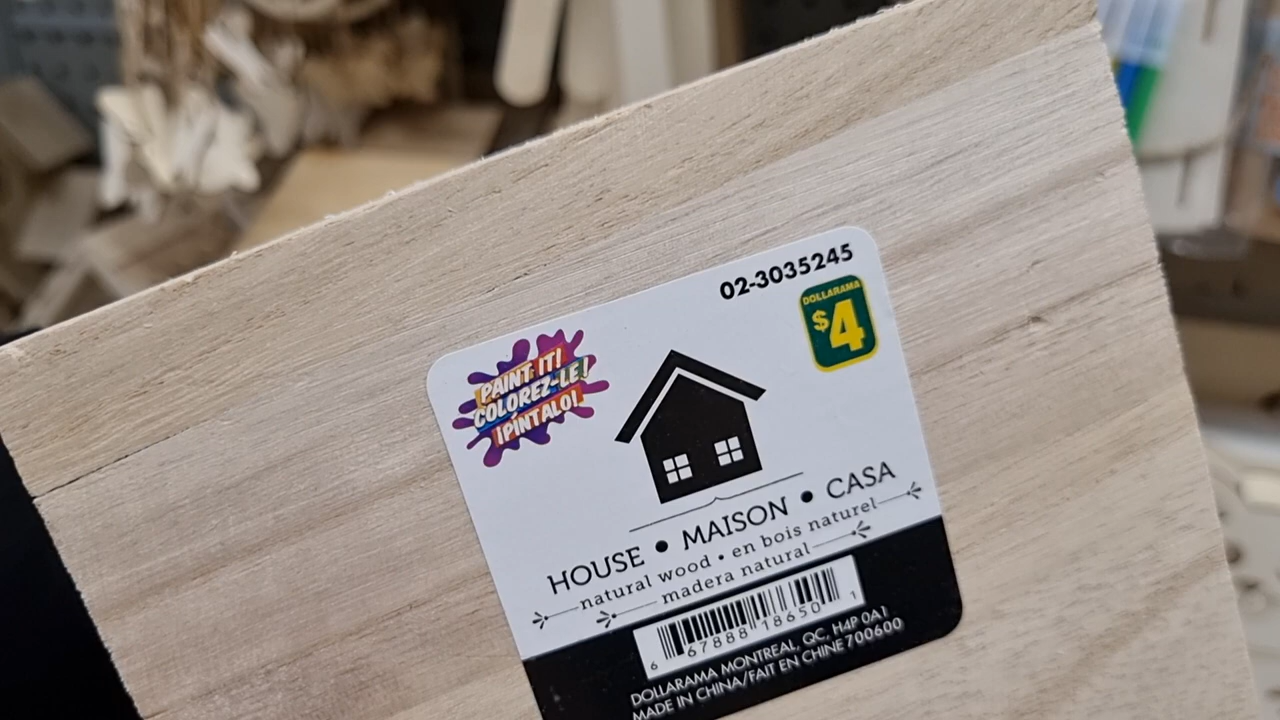 02-3035245
DOLLARAMA
$4
PAINT IT!
COLOREZ-LE!
¡PÍNTALO!
HOUSE • MAISON • CASA
natural wood • en bois naturel
madera natural
6 67888 18650 1
DOLLARAMA MONTREAL, QC, H4P 0A1
MADE IN CHINA/FAIT EN CHINE 700600